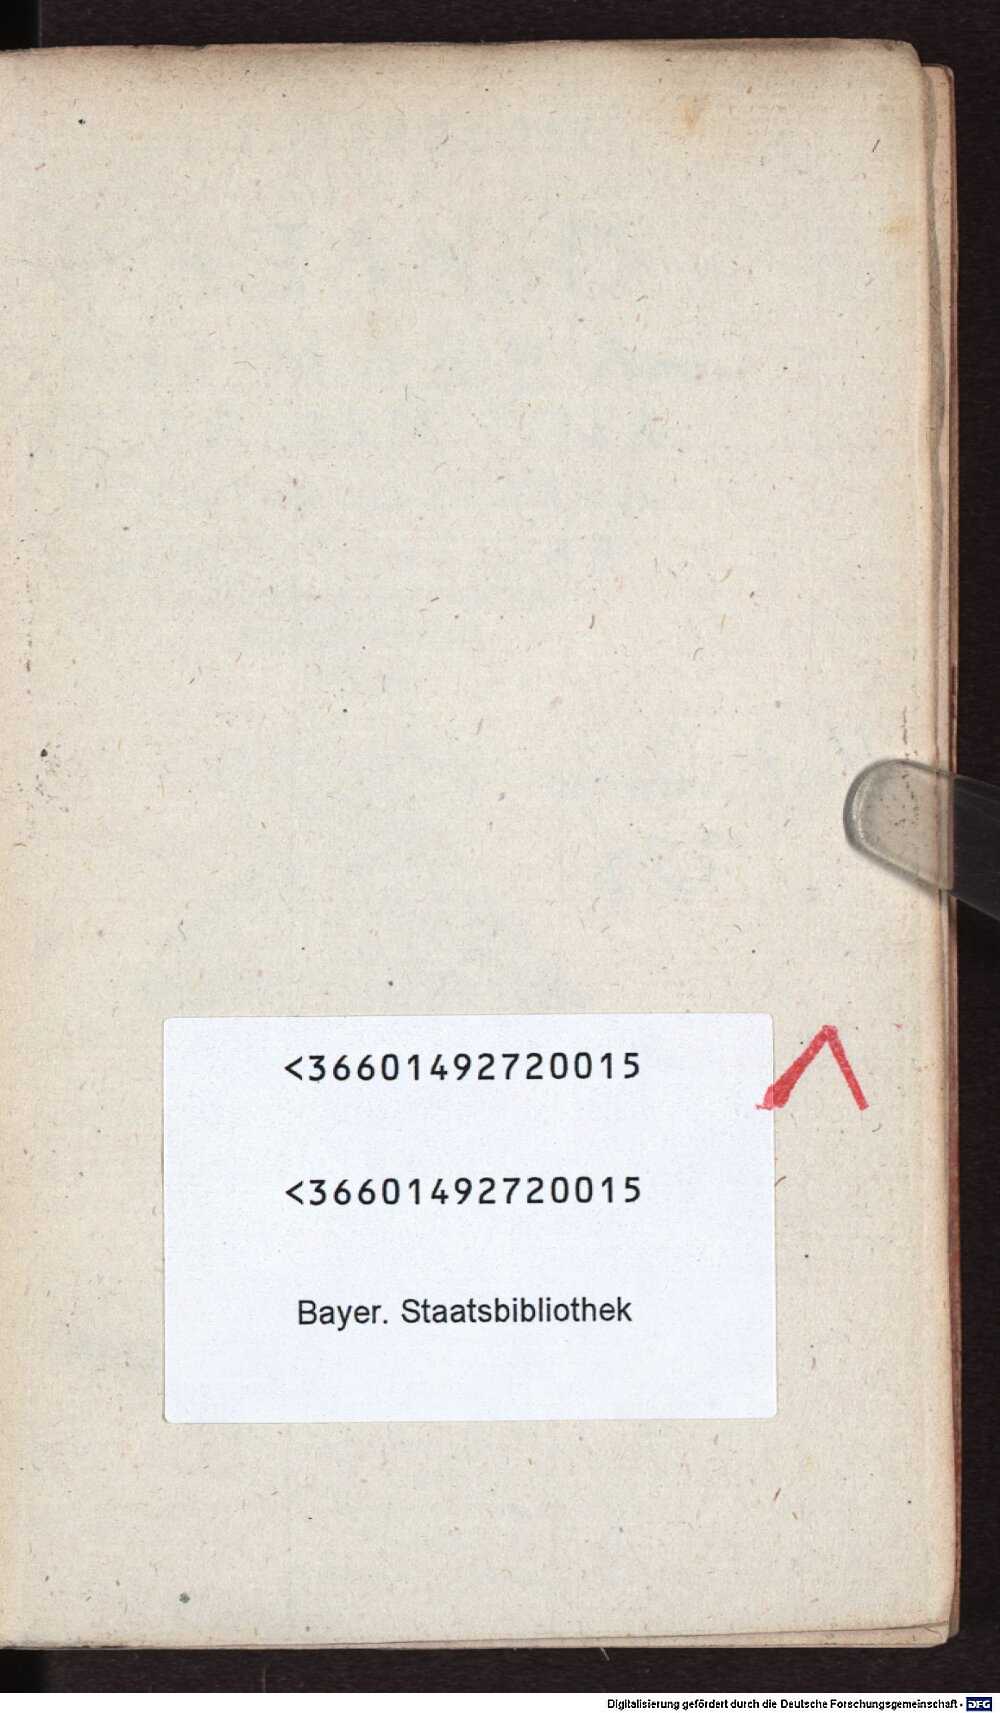 <36601492720015
<36601492720015
Bayer. Staatsbibliothek
Digitalisierung gefördert durch die Deutsche Forschungsgemeinschaft - DFG